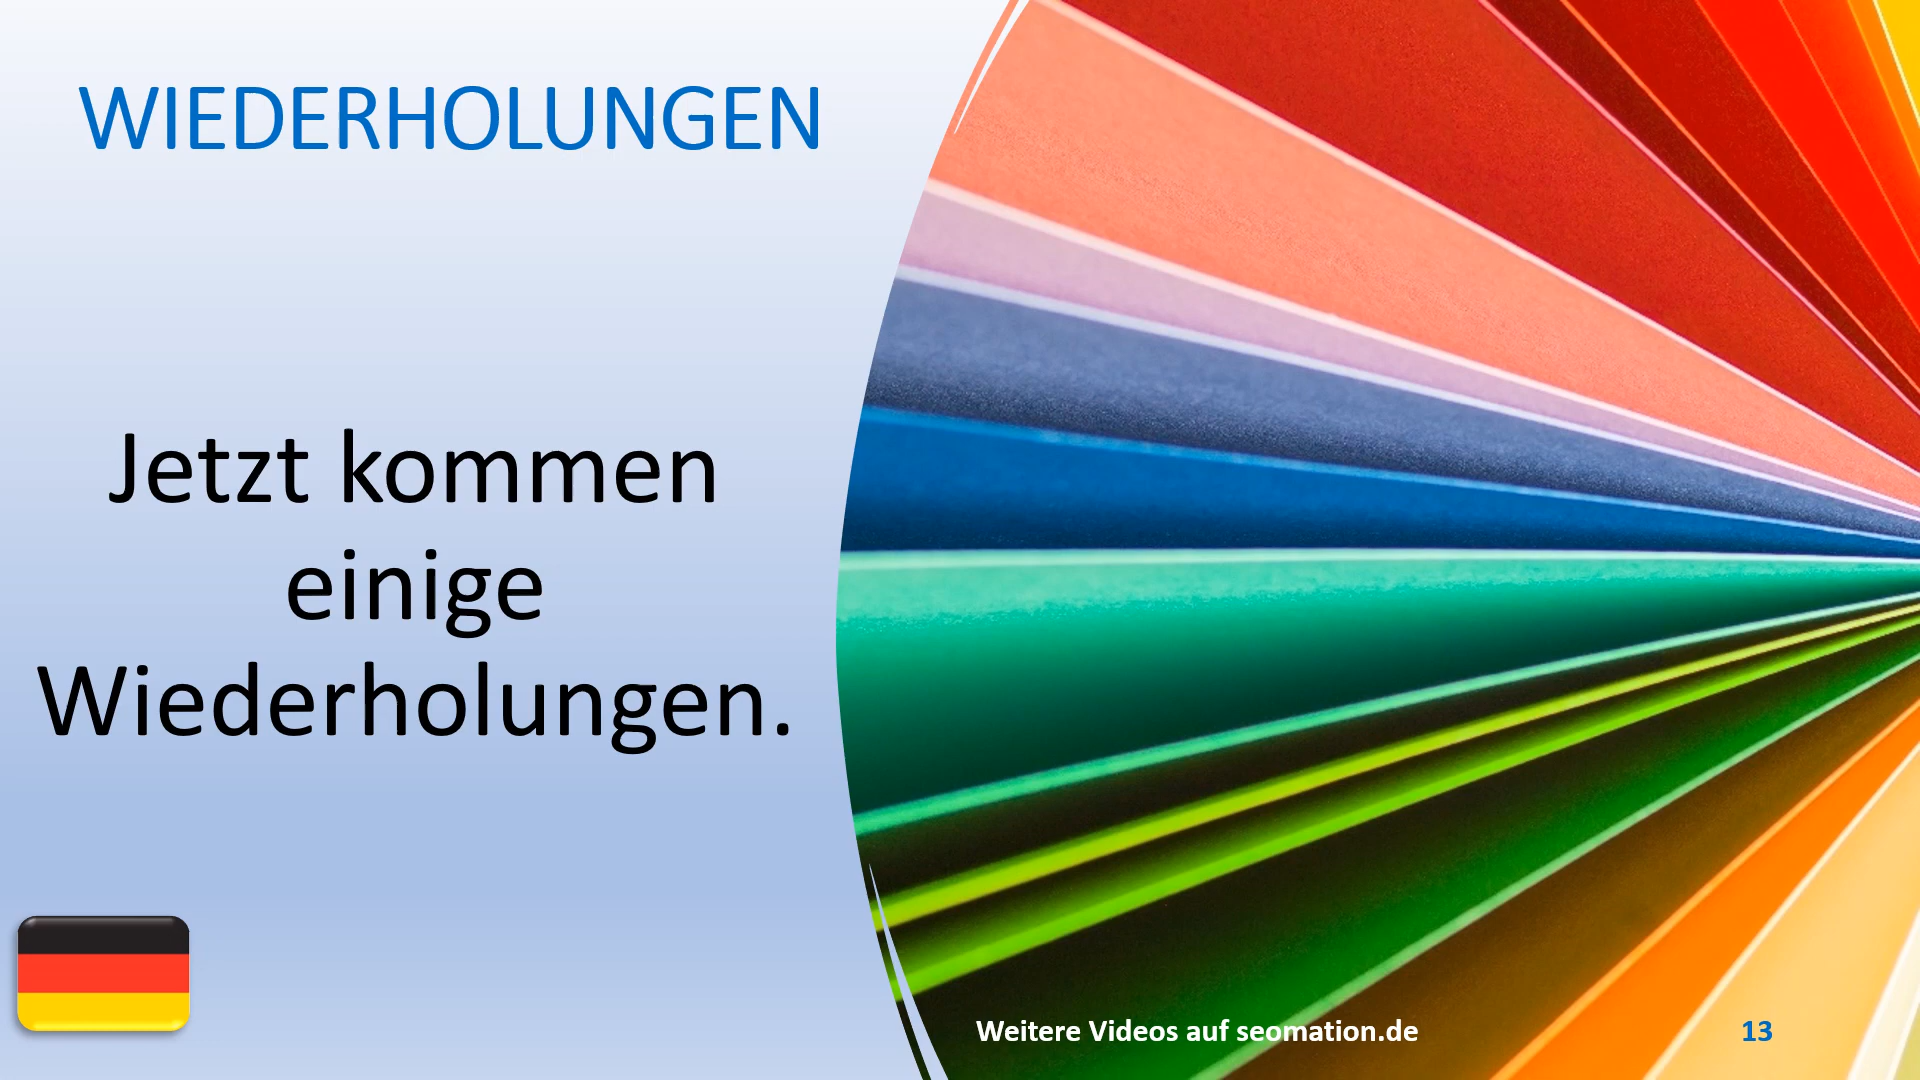 WIEDERHOLUNGEN
Jetzt kommen
einige
Wiederholungen.
Weitere Videos auf seomation.de
13